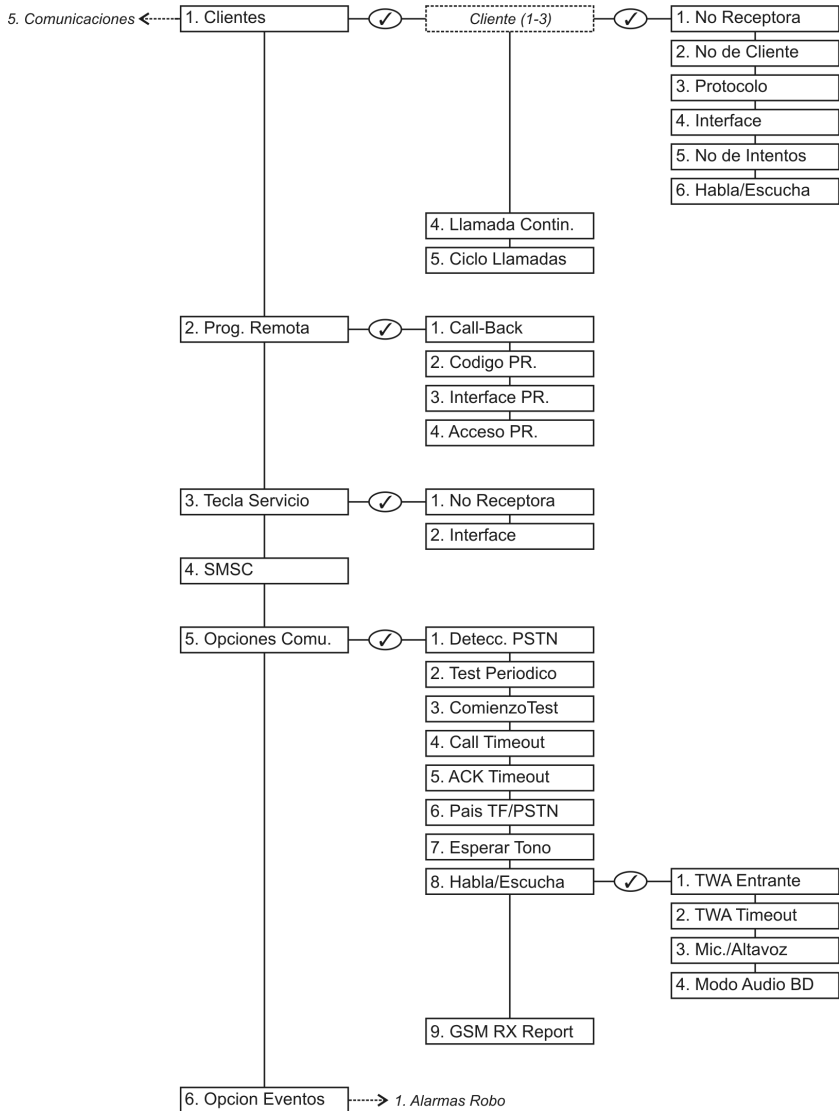 5. Comunicaciones
1. Clientes
Cliente (1-3)
1. No Receptora
2. No de Cliente
3. Protocolo
4. Interface
5. No de Intentos
6. Habla/Escucha
4. Llamada Contin.
5. Ciclo Llamadas
2. Prog. Remota
1. Call-Back
2. Codigo PR.
3. Interface PR.
4. Acceso PR.
3. Tecla Servicio
1. No Receptora
2. Interface
4. SMSC
5. Opciones Comu.
1. Detecc. PSTN
2. Test Periodico
3. ComienzoTest
4. Call Timeout
5. ACK Timeout
6. Pais TF/PSTN
7. Esperar Tono
8. Habla/Escucha
1. TWA Entrante
2. TWA Timeout
3. Mic./Altavoz
4. Modo Audio BD
9. GSM RX Report
6. Opcion Eventos
1. Alarmas Robo